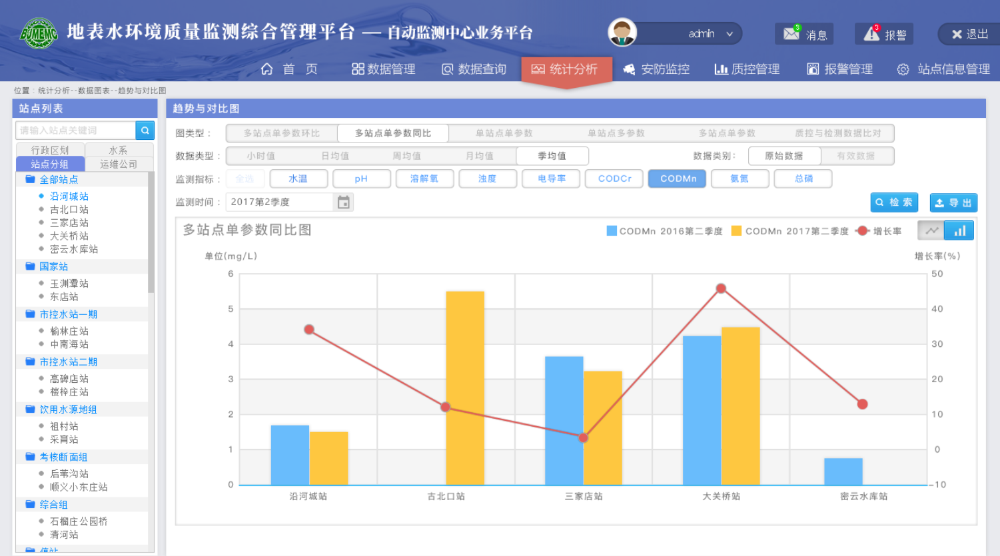 BJMEMC 地表水环境质量监测综合管理平台 — 自动监测中心业务平台
admin 3 消息 3 报警 退出
首 页 数据管理 数据查询 统计分析 安防监控 质控管理 报警管理 站点信息管理
位置：统计分析--数据图表--趋势与对比图
站点列表
请输入站点关键词
行政区划 水系
站点分组 运维公司
全部站点
沿河城站
古北口站
三家店站
大关桥站
密云水库站
国家站
玉渊潭站
东店站
市控水站一期
榆林庄站
中南海站
市控水站二期
高碑店站
楼梓庄站
饮用水源地组
祖村站
采育站
考核断面组
后苇沟站
顺义小东庄站
综合组
石榴庄公园桥
清河站
趋势与对比图
图类型： 多站点单参数环比 多站点单参数同比 单站点单参数 单站点多参数 多站点单参数 质控与检测数据比对
数据类型： 小时值 日均值 周均值 月均值 季均值 数据类别： 原始数据 有效数据
监测指标： 全选 水温 pH 溶解氧 浊度 电导率 CODCr CODMn 氨氮 总磷
监测时间： 2017第2季度 检 索 导 出
多站点单参数同比图
CODMn 2016第二季度 CODMn 2017第二季度 增长率
单位(mg/L) 增长率(%)
6 50
5 40
4 30
3 20
2 10
1 0
0 -10
沿河城站 古北口站 三家店站 大关桥站 密云水库站